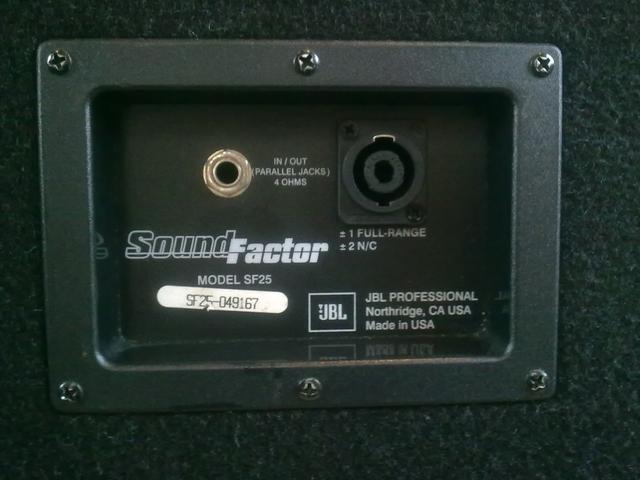 IN / OUT
(PARALLEL JACKS)
4 OHMS
± 1 FULL-RANGE
± 2 N/C
SoundFactor
MODEL SF25
SF25-049167
JBL
JBL PROFESSIONAL
Northridge, CA USA
Made in USA